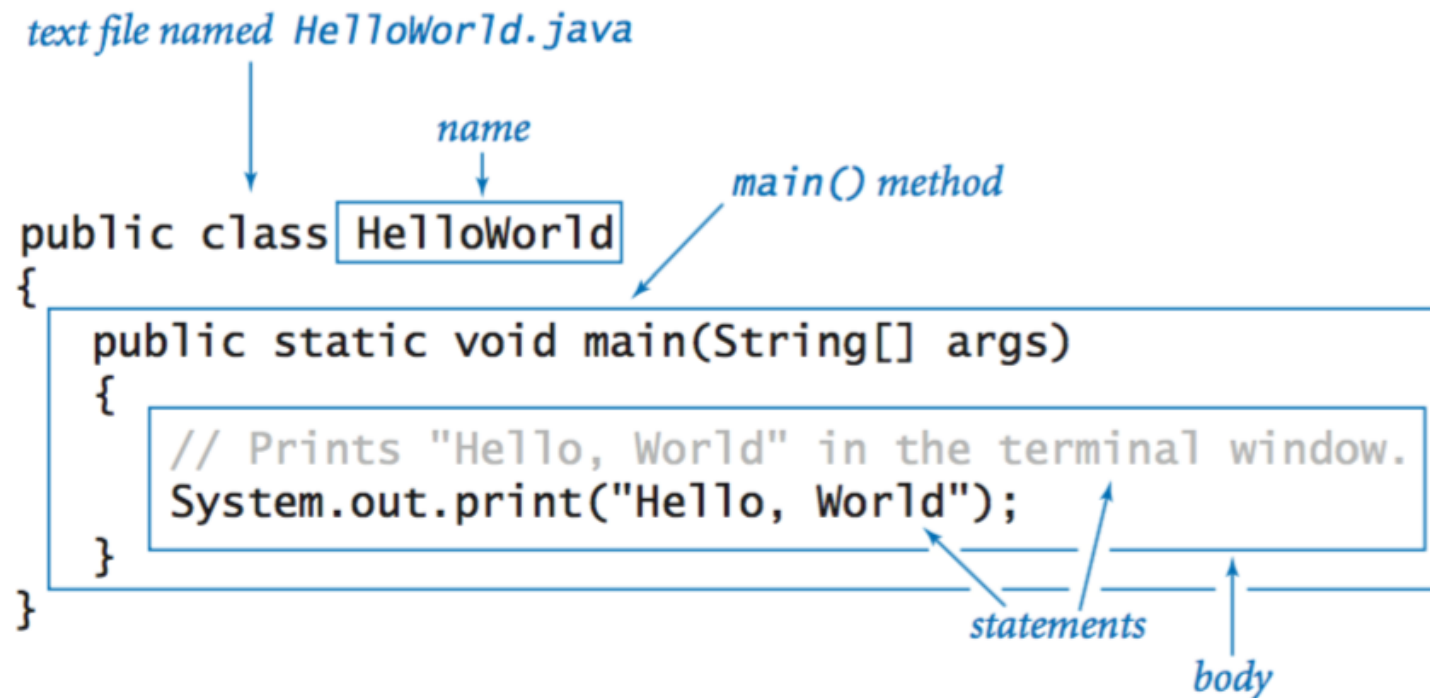 text file named HelloWorld.java
name
main() method
public class HelloWorld
{
public static void main(String[] args)
{
// Prints "Hello, World" in the terminal window.
System.out.print("Hello, World");
}
}
statements
body